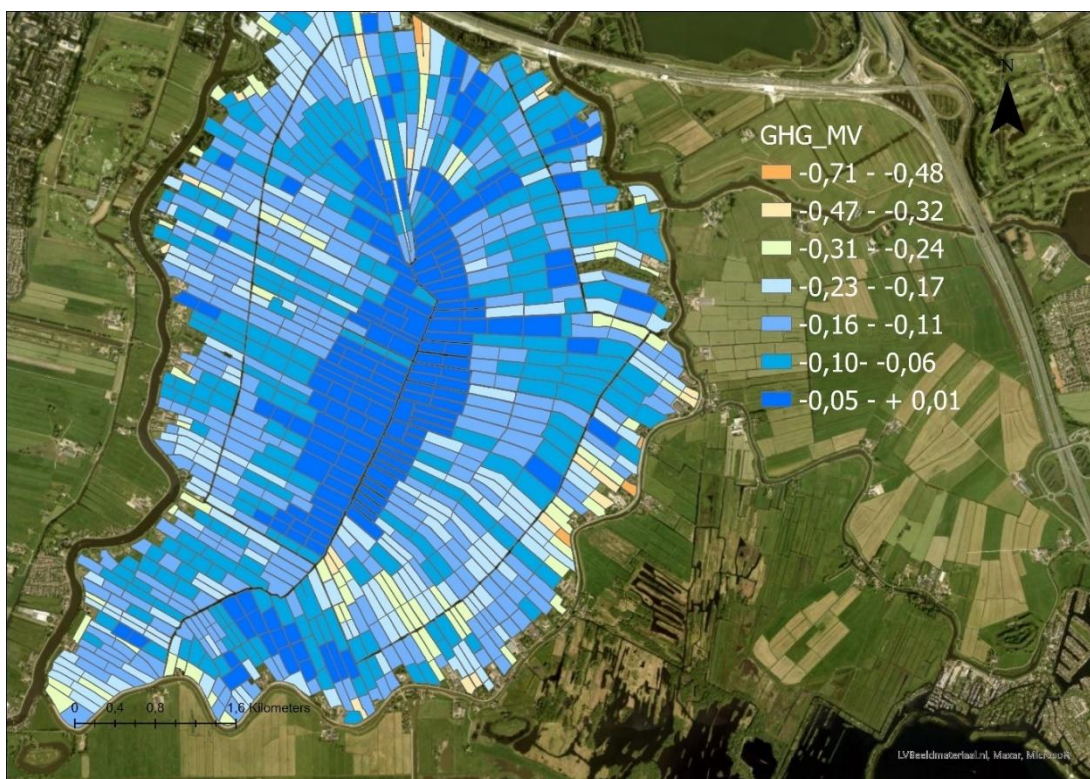 N
GHG_MV
-0,71 - -0,48
-0,47 - -0,32
-0,31 - -0,24
-0,23 - -0,17
-0,16 - -0,11
-0,10- -0,06
-0,05 - + 0,01
0 0,4 0,8 1,6 Kilometers
Beeldmateriaal.nl, Maxar, Microsoft